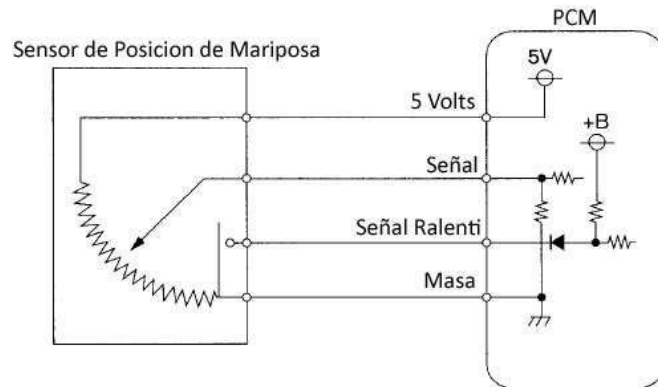 PCM
Sensor de Posicion de Mariposa
5V
5 Volts
+B
Señal
Señal Ralenti
Masa